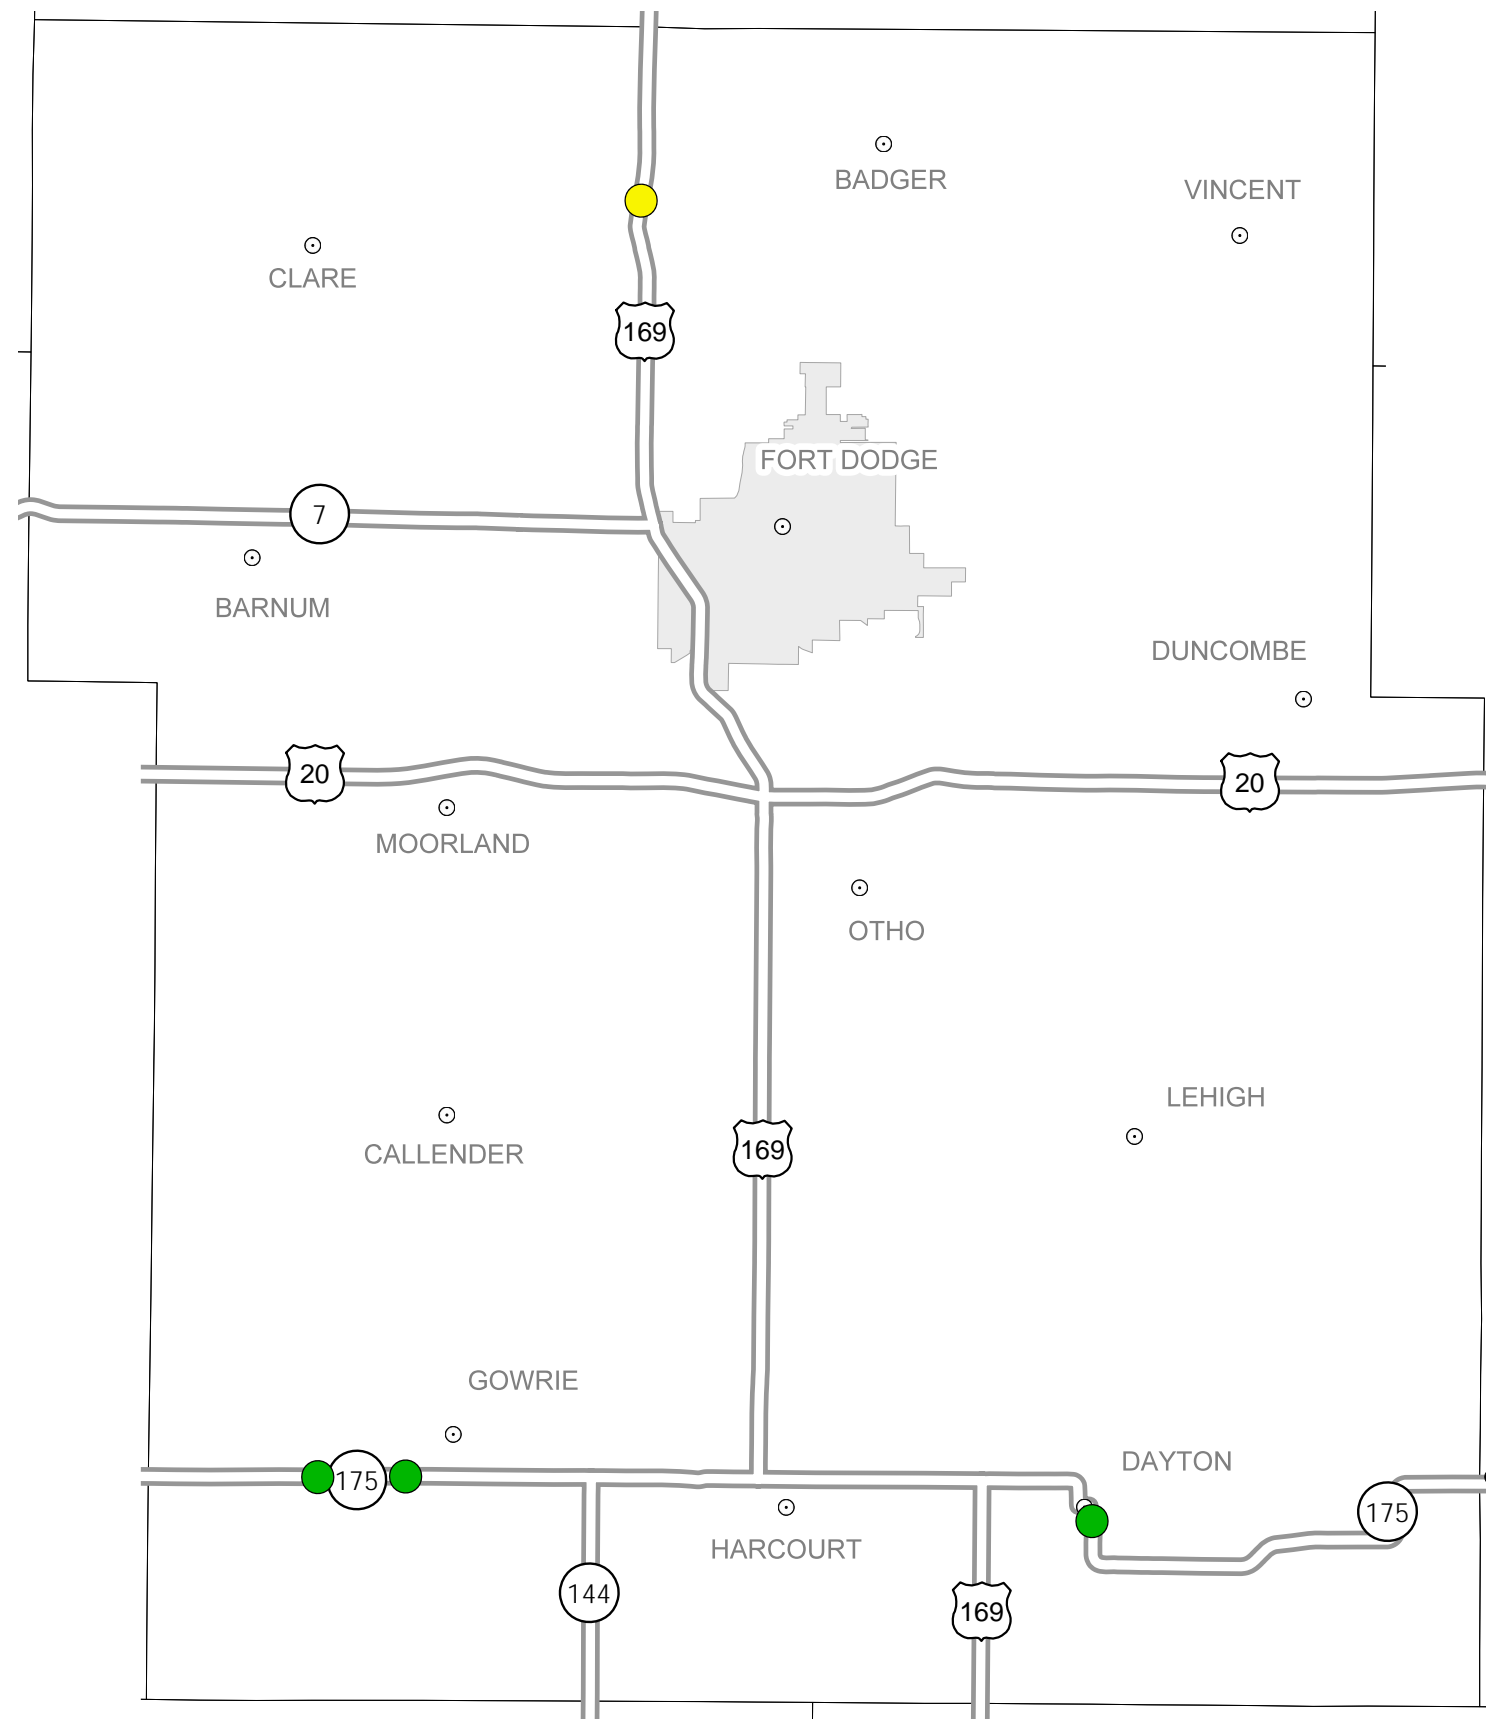 BADGER
VINCENT
CLARE
169
FORT DODGE
7
BARNUM
DUNCOMBE
20
20
MOORLAND
OTHO
LEHIGH
169
CALLENDER
GOWRIE
DAYTON
175
175
HARCOURT
144
169